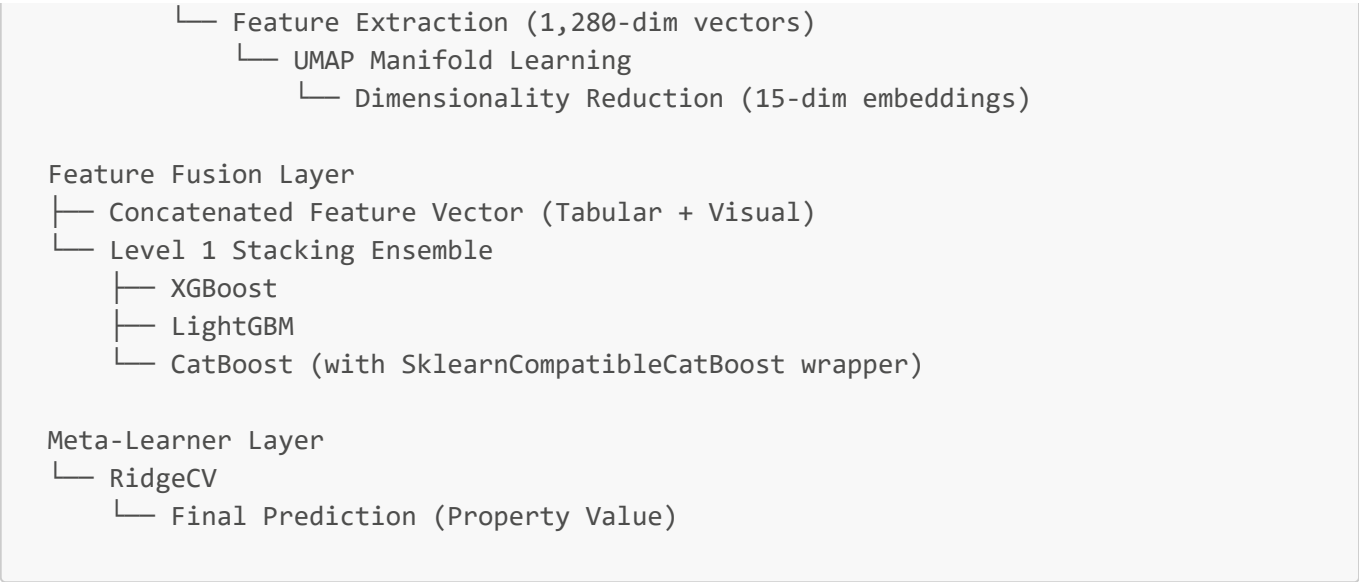 └── Feature Extraction (1,280-dim vectors)
└── UMAP Manifold Learning
└── Dimensionality Reduction (15-dim embeddings)
Feature Fusion Layer
├── Concatenated Feature Vector (Tabular + Visual)
└── Level 1 Stacking Ensemble
├── XGBoost
├── LightGBM
└── CatBoost (with SklearnCompatibleCatBoost wrapper)
Meta-Learner Layer
└── RidgeCV
└── Final Prediction (Property Value)